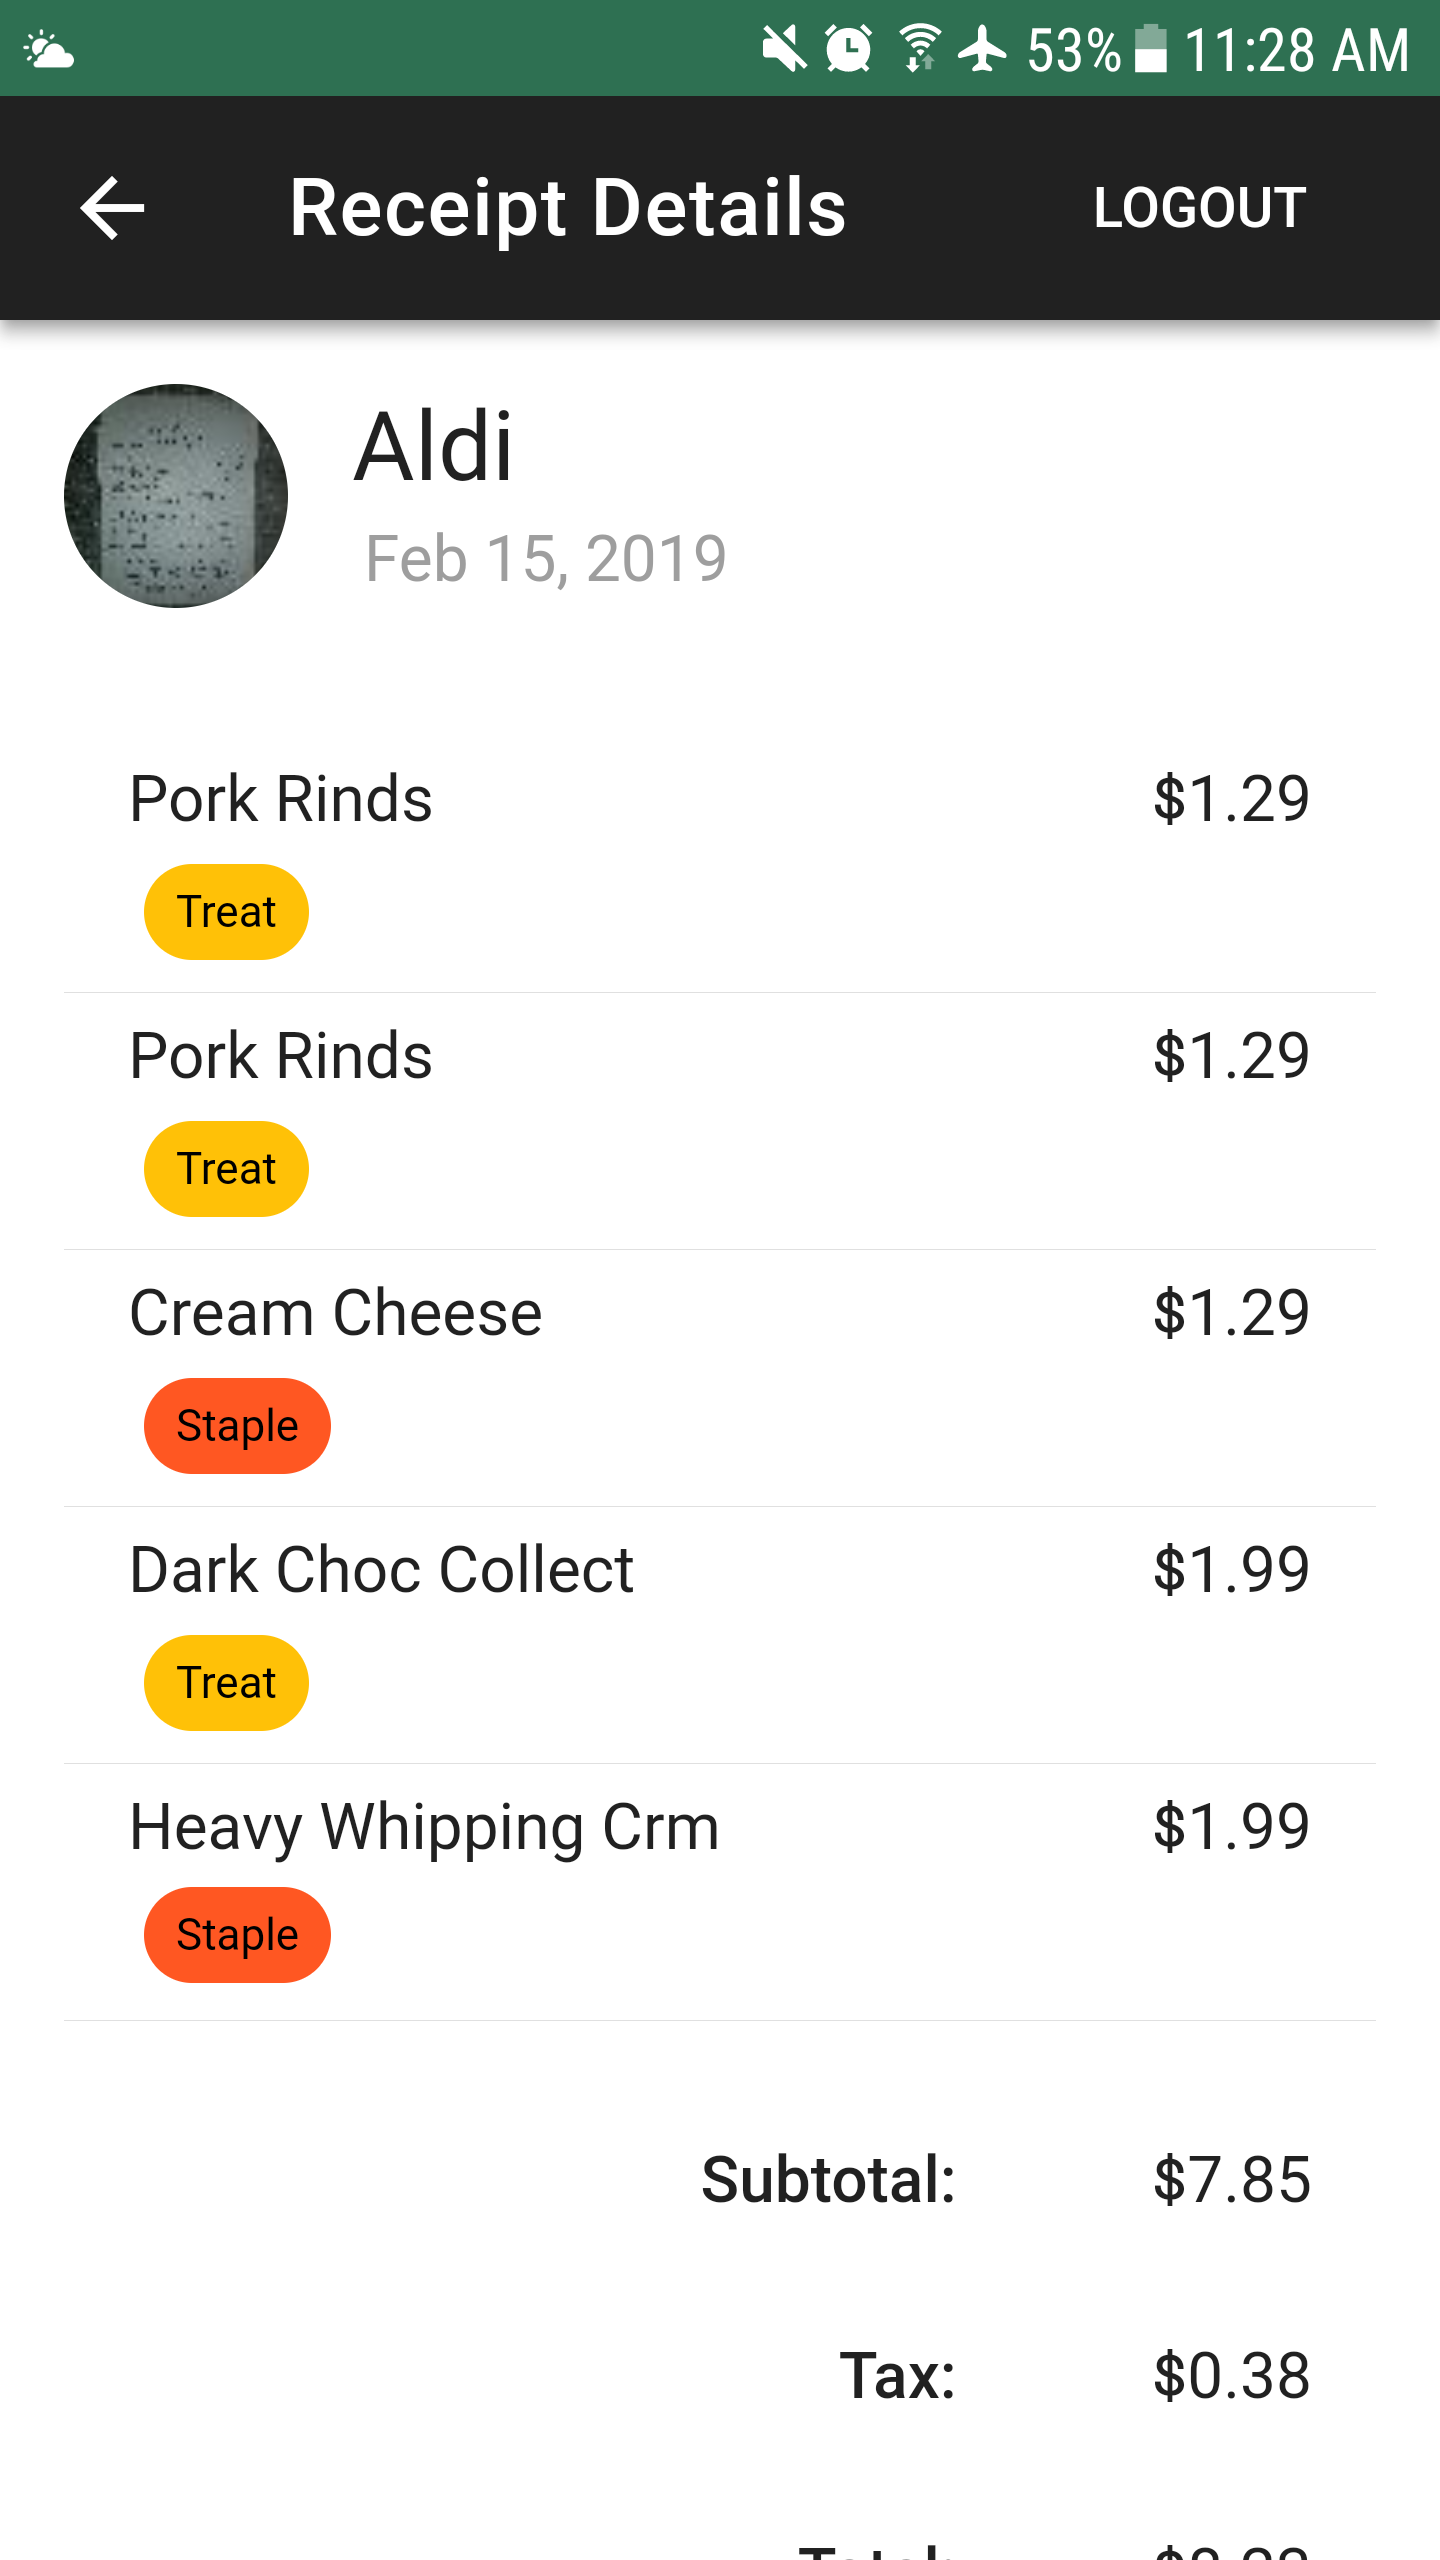 53% 11:28 AM
Receipt Details LOGOUT
Aldi
Feb 15, 2019
Pork Rinds $1.29
Treat
Pork Rinds $1.29
Treat
Cream Cheese $1.29
Staple
Dark Choc Collect $1.99
Treat
Heavy Whipping Crm $1.99
Staple
Subtotal: $7.85
Tax: $0.38
Total: